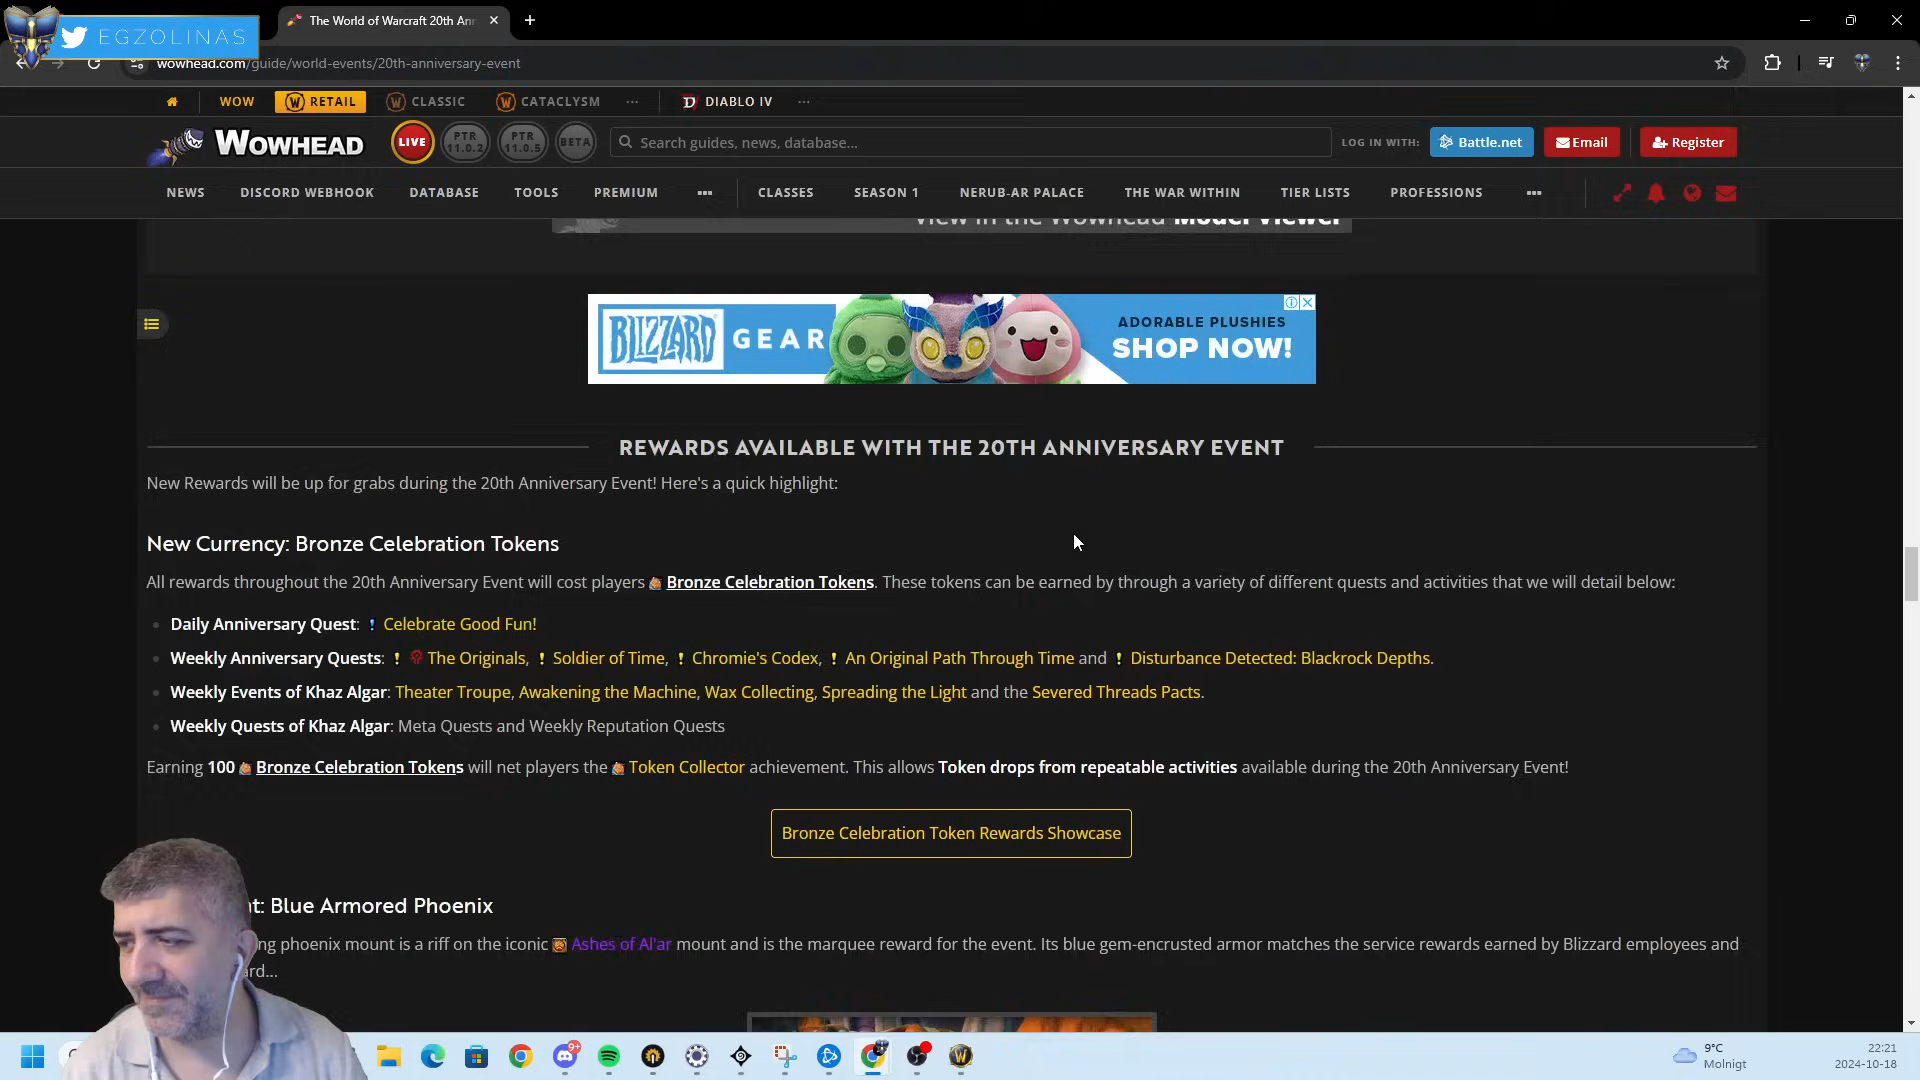 The World of Warcraft 20th Ann
EGZOLINAS
wowhead.com/guide/world-events/20th-anniversary-event
WOW
RETAIL
CLASSIC
CATACLYSM
DIABLO IV
WOWHEAD
LIVE
PTR 11.0.2
PTR 11.0.5
BETA
Search guides, news, database...
LOG IN WITH:
Battle.net
Email
Register
NEWS
DISCORD WEBHOOK
DATABASE
TOOLS
PREMIUM
CLASSES
SEASON 1
NERUB-AR PALACE
THE WAR WITHIN
TIER LISTS
PROFESSIONS
View in the Wowhead Model Viewer
BLIZZARD GEAR
ADORABLE PLUSHIES
SHOP NOW!
REWARDS AVAILABLE WITH THE 20TH ANNIVERSARY EVENT
New Rewards will be up for grabs during the 20th Anniversary Event! Here's a quick highlight:
New Currency: Bronze Celebration Tokens
All rewards throughout the 20th Anniversary Event will cost players Bronze Celebration Tokens. These tokens can be earned by through a variety of different quests and activities that we will detail below:
Daily Anniversary Quest: Celebrate Good Fun!
Weekly Anniversary Quests: The Originals, Soldier of Time, Chromie's Codex, An Original Path Through Time and Disturbance Detected: Blackrock Depths.
Weekly Events of Khaz Algar: Theater Troupe, Awakening the Machine, Wax Collecting, Spreading the Light and the Severed Threads Pacts.
Weekly Quests of Khaz Algar: Meta Quests and Weekly Reputation Quests
Earning 100 Bronze Celebration Tokens will net players the Token Collector achievement. This allows Token drops from repeatable activities available during the 20th Anniversary Event!
Bronze Celebration Token Rewards Showcase
Blue Armored Phoenix
phoenix mount is a riff on the iconic Ashes of Al'ar mount and is the marquee reward for the event. Its blue gem-encrusted armor matches the service rewards earned by Blizzard employees and
9+
9°C
Molnigt
22:21
2024-10-18